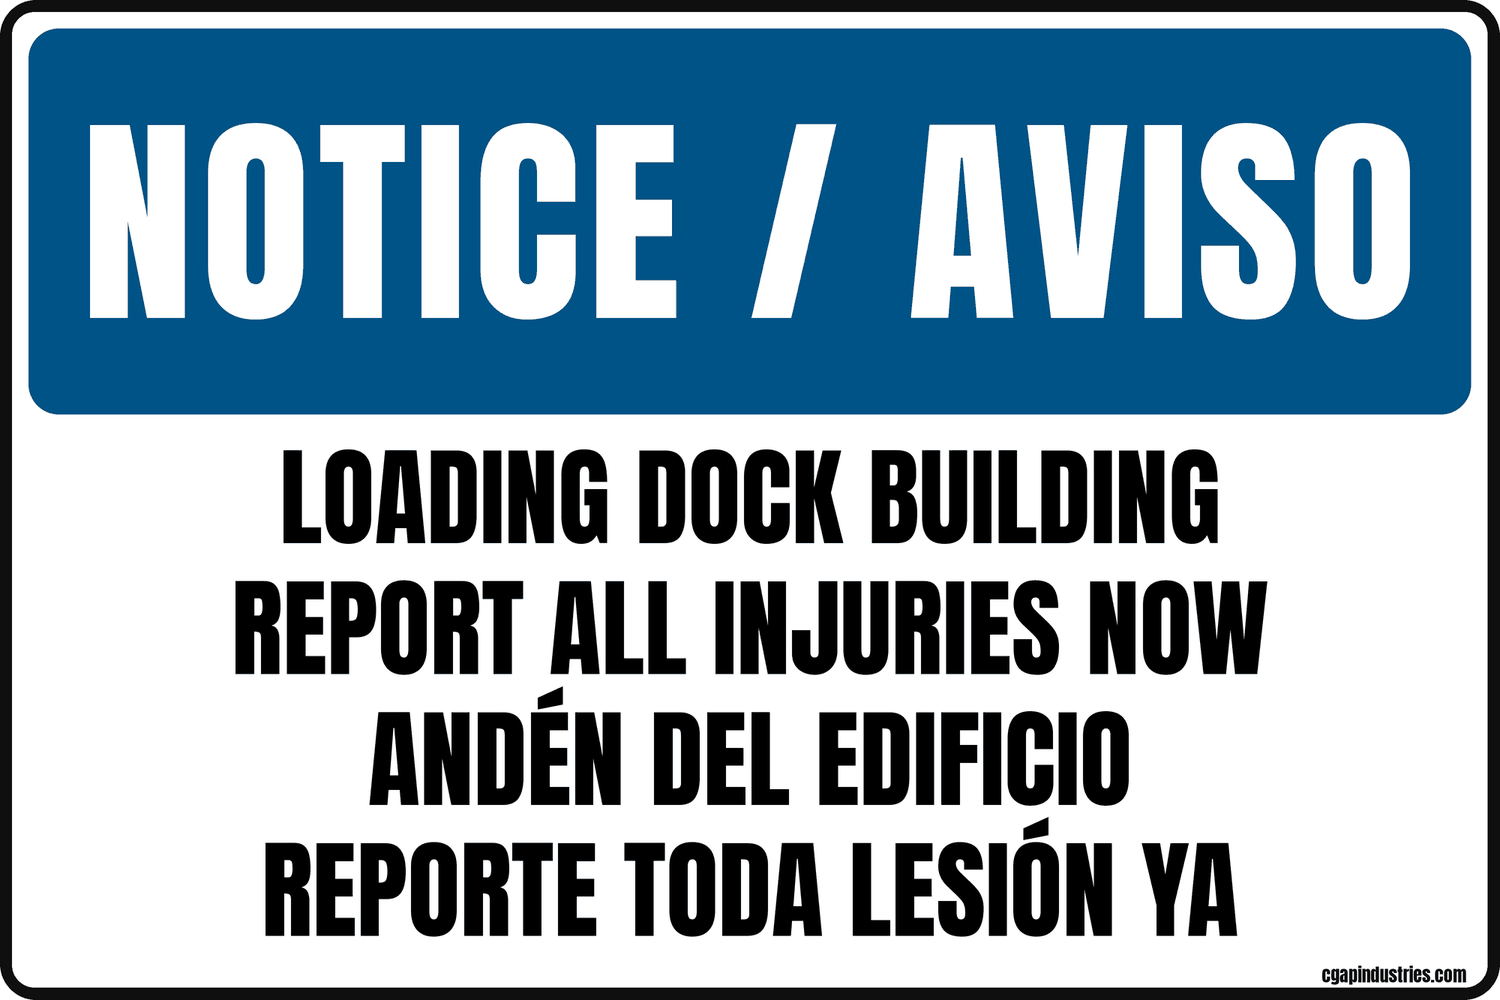 NOTICE / AVISO
LOADING DOCK BUILDING
REPORT ALL INJURIES NOW
ANDÉN DEL EDIFICIO
REPORTE TODA LESIÓN YA
cgapindustries.com